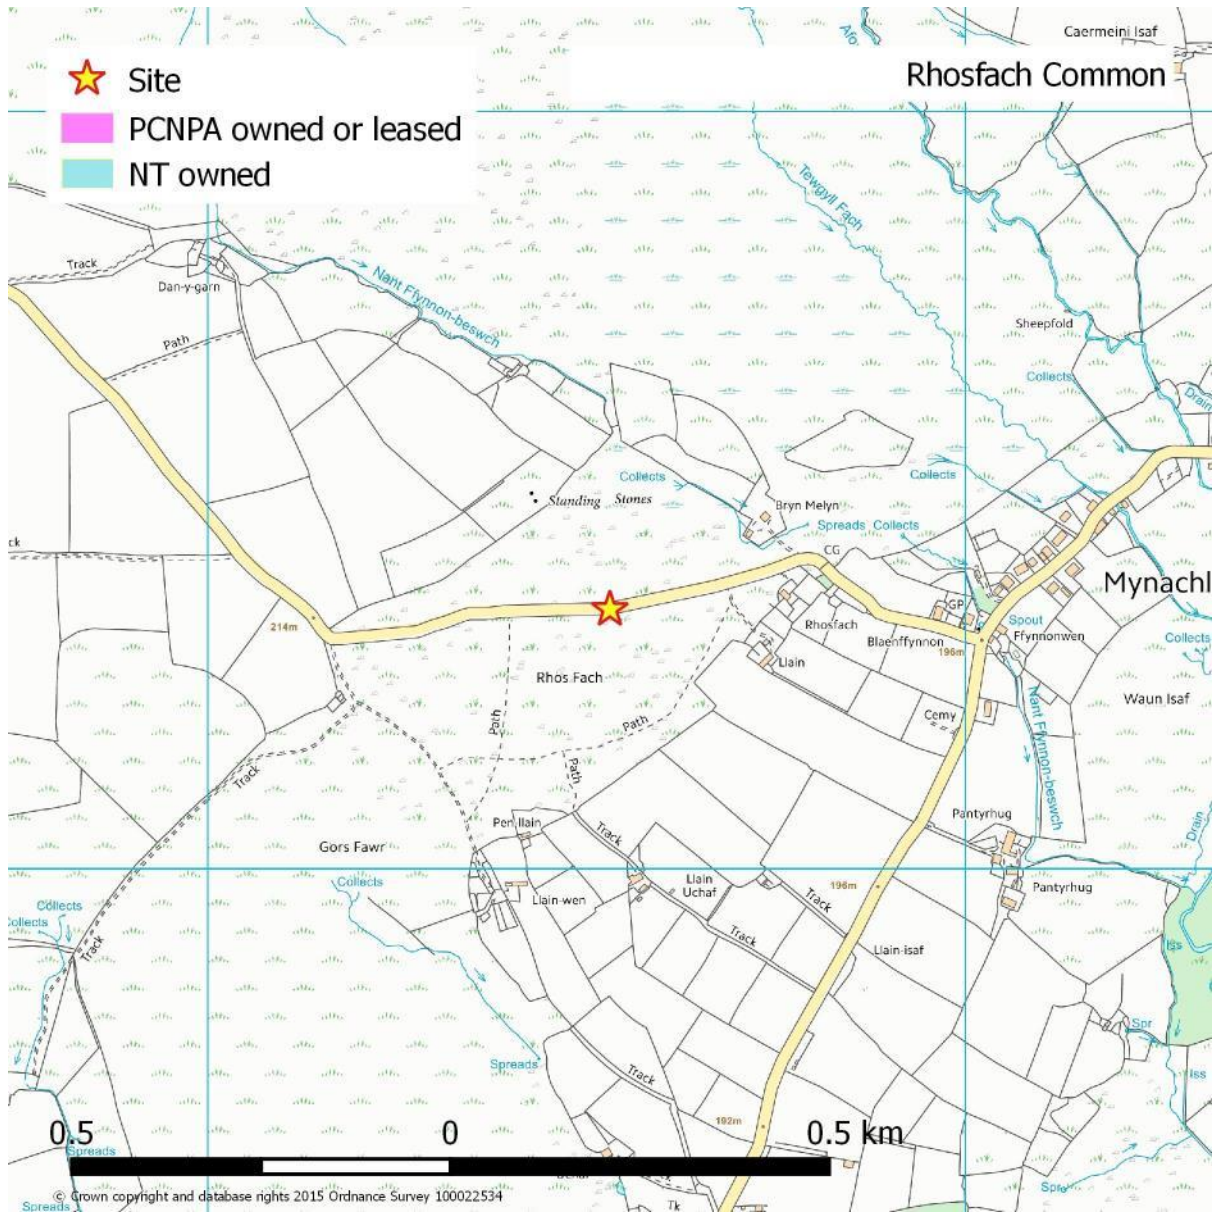 Site
PCNPA owned or leased
NT owned
Rhosfach Common
Caermeini Isaf
Tewgyll Fach
Track
Dan-y-garn
Nant Ffynnon-beswch
Path
Sheepfold
Collects
Drain
Collects
Collects
Standing Stones
Bryn Melyn
Spreads
Collects
CG
Mynachl
214m
GP
Spout
Rhosfach
Blaenffynnon
Ffynnonwen
196m
Collects
Llain
Rhos Fach
Waun Isaf
Cemy
Path
Path
Nant Ffynnon-beswch
Path
Track
Pen-llain
Pantyrhug
Drain
Gors Fawr
Track
Collects
Llain
Uchaf
196m
Track
Pantyrhug
Llain-wen
Collects
Collects
Track
Track
Llain-isaf
Iss
Spr
Spreads
Track
Iss
192m
0.5
0
0.5 km
Spreads
Spr
© Crown copyright and database rights 2015 Ordnance Survey 100022534
Spreads
Tk